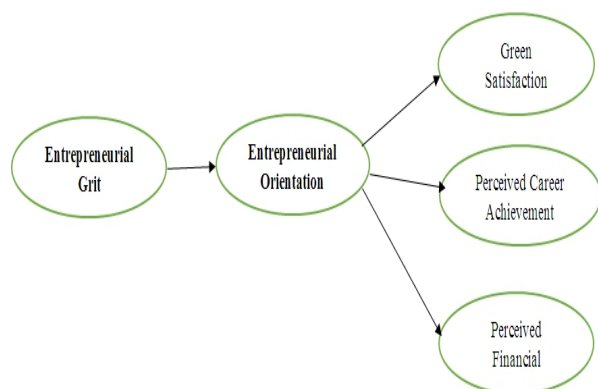 Entrepreneurial
Grit
Entrepreneurial
Orientation
Green
Satisfaction
Perceived Career
Achievement
Perceived
Financial